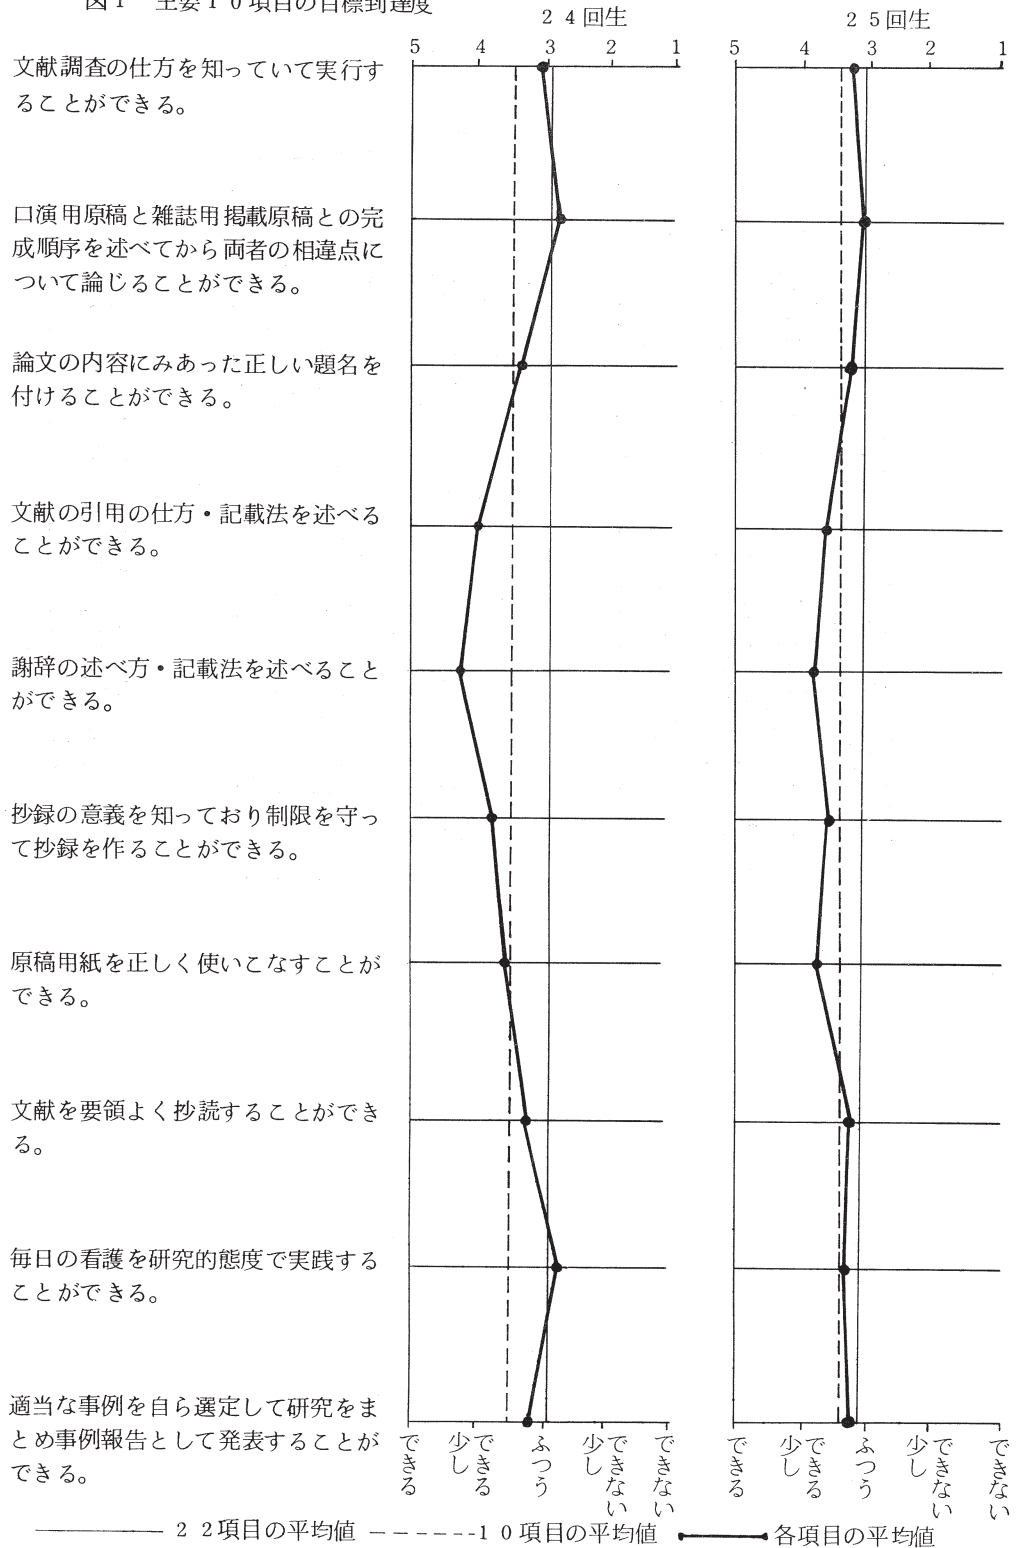 図1 主要10項目の目標到達度
24回生
25回生
5 4 3 2 1
5 4 3 2 1
文献調査の仕方を知っていて実行す
ることができる。
口演用原稿と雑誌用掲載原稿との完
成順序を述べてから両者の相違点に
ついて論じることができる。
論文の内容にみあった正しい題名を
付けることができる。
文献の引用の仕方・記載法を述べる
ことができる。
謝辞の述べ方・記載法を述べること
ができる。
抄録の意義を知っており制限を守っ
て抄録を作ることができる。
原稿用紙を正しく使いこなすことが
できる。
文献を要領よく抄読することができ
る。
毎日の看護を研究的態度で実践する
ことができる。
適当な事例を自ら選定して研究をま
とめ事例報告として発表することが
できる。
できる
少し
できる
ふつう
少し
できない
できない
できる
少し
できる
ふつう
少し
できない
できない
22項目の平均値
10項目の平均値
各項目の平均値